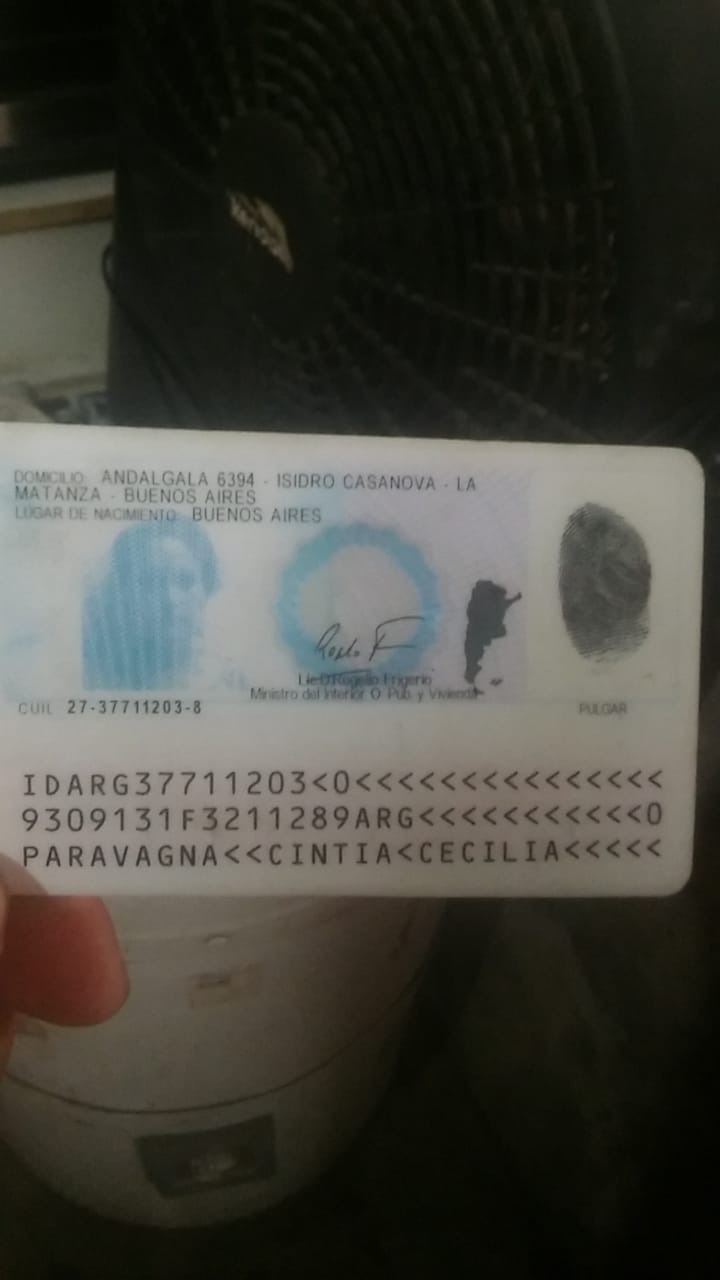 DOMICILIO: ANDALGALA 6394 - ISIDRO CASANOVA - LA
MATANZA - BUENOS AIRES
LUGAR DE NACIMIENTO: BUENOS AIRES
Lic. D. Rogelio Frigerio
Ministro del Interior O. Pub. y Vivienda
CUIL 27-37711203-8
PULGAR
IDARG37711203<0<<<<<<<<<<<<<<<
9309131F3211289ARG<<<<<<<<<<<0
PARAVAGNA<<CINTIA<CECILIA<<<<<